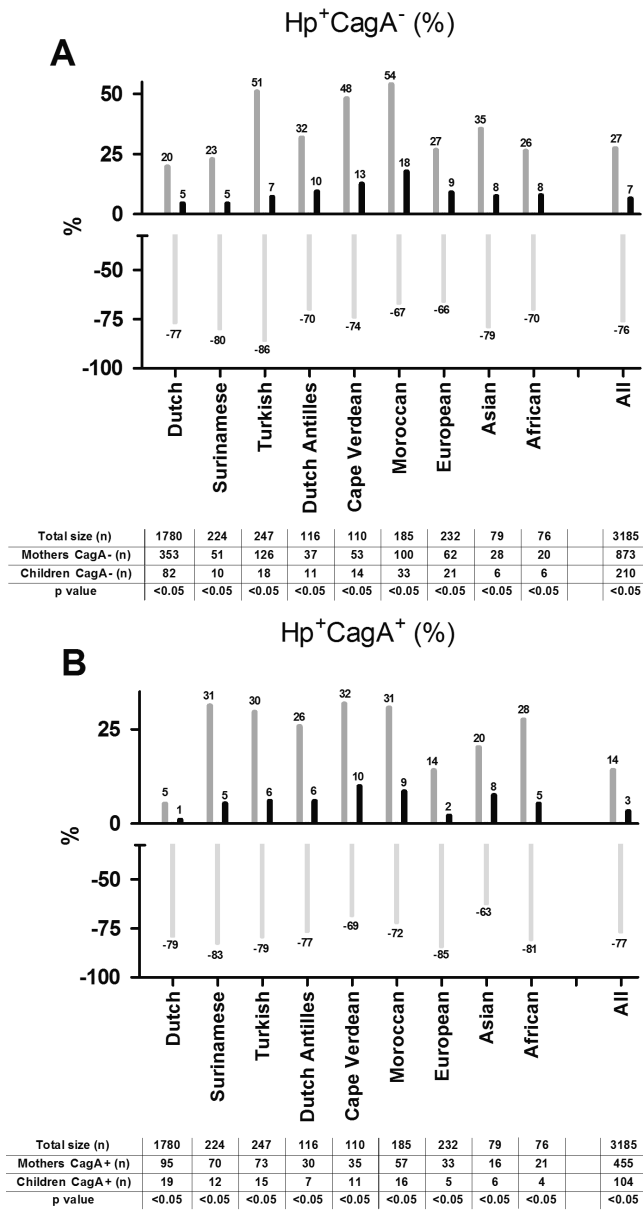 Hp⁺CagA⁻ (%)
A
50
25
0
%
-50
-75
-100
20 5 23 5 51 7 32 10 48 13 54 18 27 9 35 8 26 8 27 7
-77 -80 -86 -70 -74 -67 -66 -79 -70 -76
Dutch
Surinamese
Turkish
Dutch Antilles
Cape Verdean
Moroccan
European
Asian
African
All
Total size (n) 1780 224 247 116 110 185 232 79 76 3185
Mothers CagA- (n) 353 51 126 37 53 100 62 28 20 873
Children CagA- (n) 82 10 18 11 14 33 21 6 6 210
p value <0.05 <0.05 <0.05 <0.05 <0.05 <0.05 <0.05 <0.05 <0.05 <0.05
Hp⁺CagA⁺ (%)
B
25
0
%
-50
-75
-100
5 1 31 5 30 6 26 6 32 10 31 9 14 2 20 8 28 5 14 3
-79 -83 -79 -77 -69 -72 -85 -63 -81 -77
Dutch
Surinamese
Turkish
Dutch Antilles
Cape Verdean
Moroccan
European
Asian
African
All
Total size (n) 1780 224 247 116 110 185 232 79 76 3185
Mothers CagA+ (n) 95 70 73 30 35 57 33 16 21 455
Children CagA+ (n) 19 12 15 7 11 16 5 6 4 104
p value <0.05 <0.05 <0.05 <0.05 <0.05 <0.05 <0.05 <0.05 <0.05 <0.05